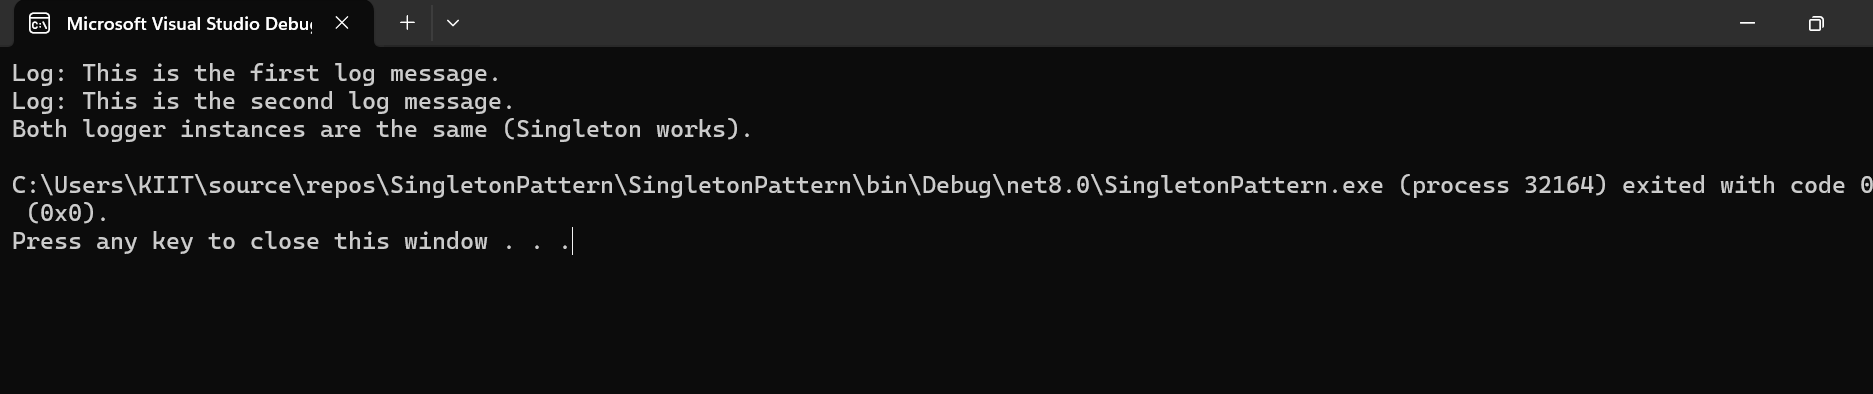 Microsoft Visual Studio Debu
Log: This is the first log message.
Log: This is the second log message.
Both logger instances are the same (Singleton works).
C:\Users\KIIT\source\repos\SingletonPattern\SingletonPattern\bin\Debug\net8.0\SingletonPattern.exe (process 32164) exited with code 0
(0x0).
Press any key to close this window . . .